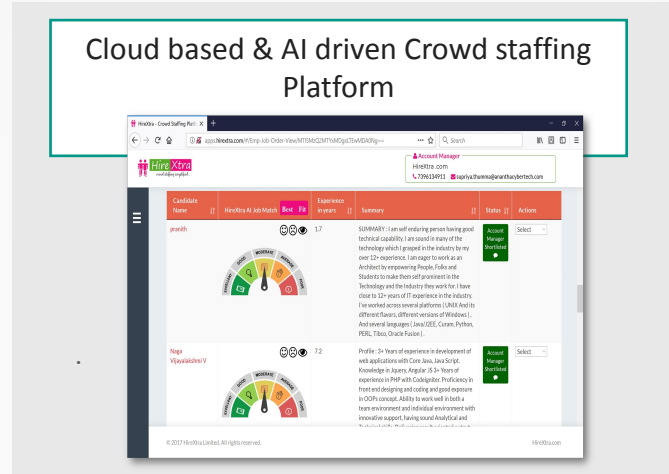 Cloud based & AI driven Crowd staffing
Platform
HireXtra - Crowd Staffing Platfo X +
Search
Hire Xtra
Account Manager
HireXtra.com
7396134911 supriya.thumma@ananthacybertech.com
Candidate
Name
HireXtra AI Job Match Best Fit
Experience
in years
Summary
Status
Actions
pranith
EXCELLENT GOOD MODERATE AVERAGE POOR
1.7
SUMMARY : I am self enduring person having good
technical capability. I am sound in many of the
technology which I grasped in the industry by my
over 12+ experience. I am eager to work as an
Architect by empowering People, Folks and
Students to make them self prominent in the
Technology and the Industry they work for. I have
close to 12+ years of IT experience in the industry.
I've worked across several platforms ( UNIX And its
different flavors, different versions of Windows ) ,
And several languages ( Java/J2EE, Curam, Python,
PERL, Tibco, Oracle Fusion ) .
Account
Manager
Shortlisted
Select
Naga
Vijayalakshmi V
EXCELLENT GOOD MODERATE AVERAGE POOR
7.2
Profile : 3+ Years of experience in development of
web applications with Core Java, Java Script.
Knowledge in Jquery, Angular JS 3+ Years of
experience in PHP with Codeigniter. Proficiency in
front end designing and coding and good exposure
in OOPs concept. Ability to work well in both a
team environment and individual environment with
innovative support, having sound Analytical and
Account
Manager
Shortlisted
Select
© 2017 HireXtra Limited. All rights reserved.
HireXtra.com